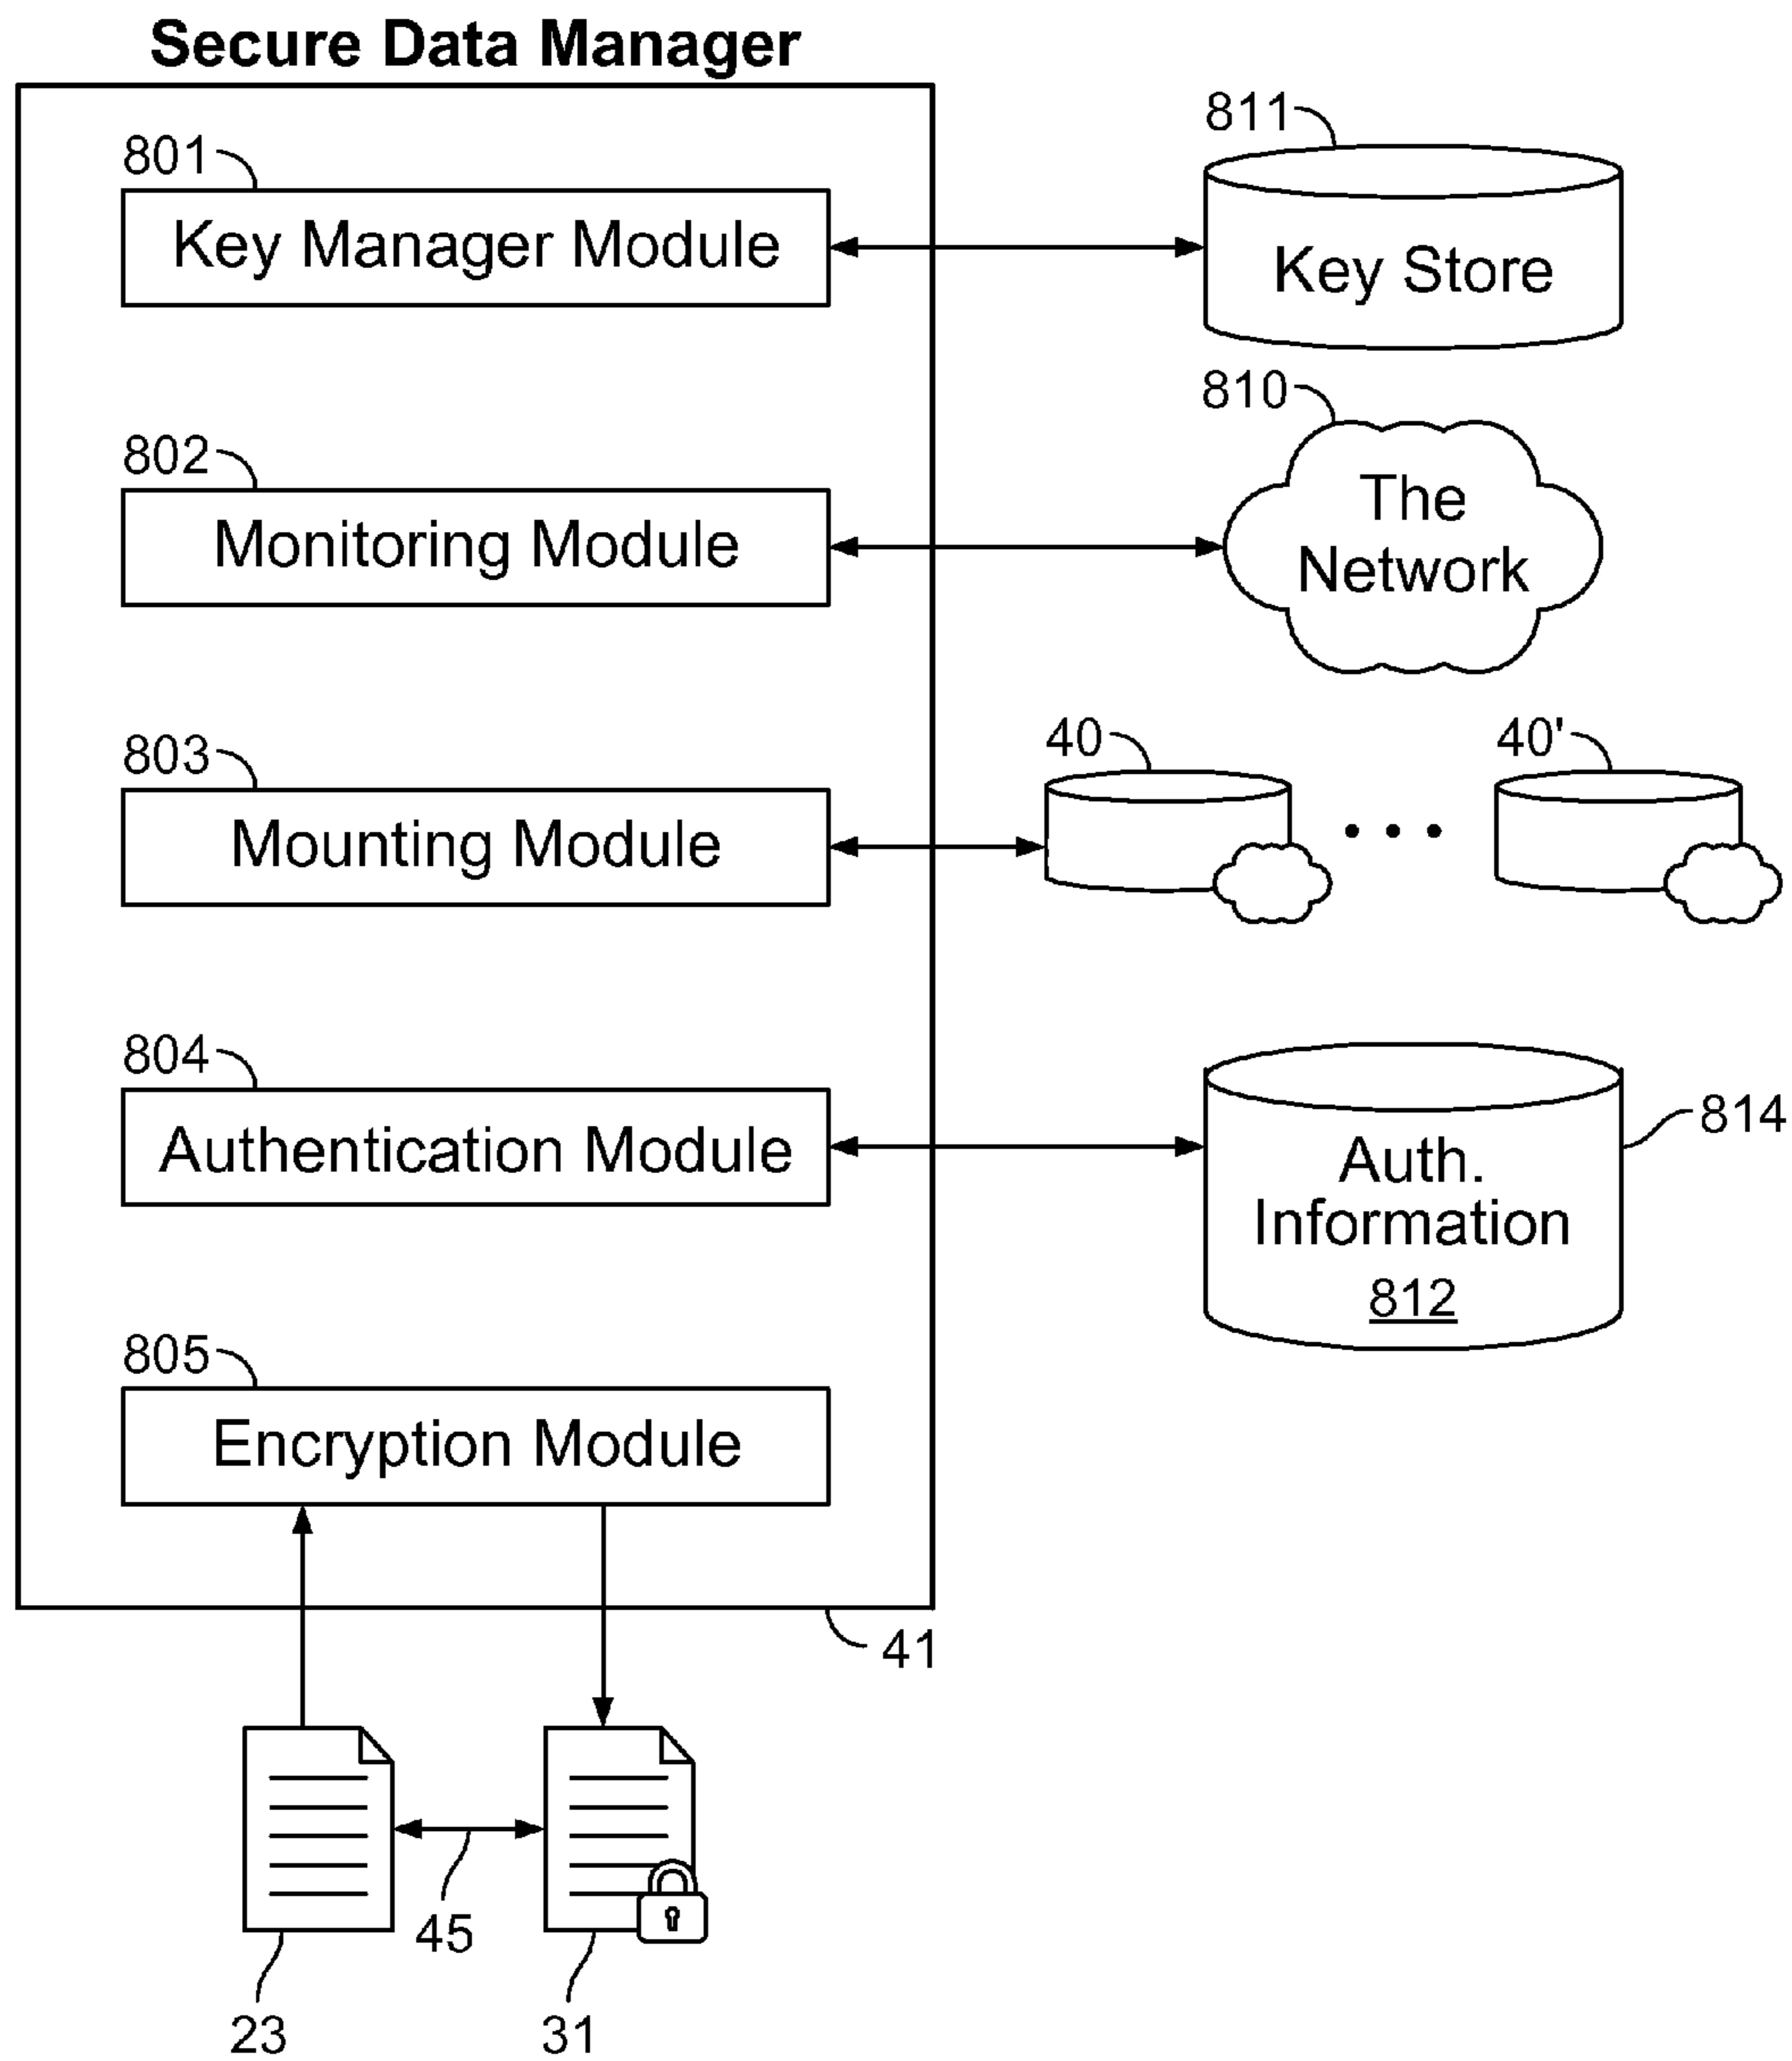 Secure Data Manager
801
Key Manager Module
811
Key Store
802
Monitoring Module
810
The
Network
803
Mounting Module
40
40'
804
Authentication Module
814
Auth.
Information
812
805
Encryption Module
41
45
23
31